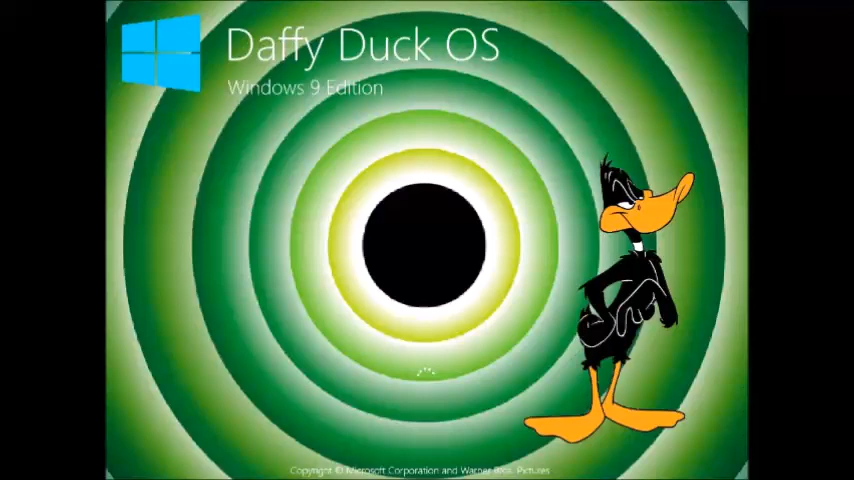 Daffy Duck OS
Windows 9 Edition
Copyright © Microsoft Corporation and Warner Bros. Pictures